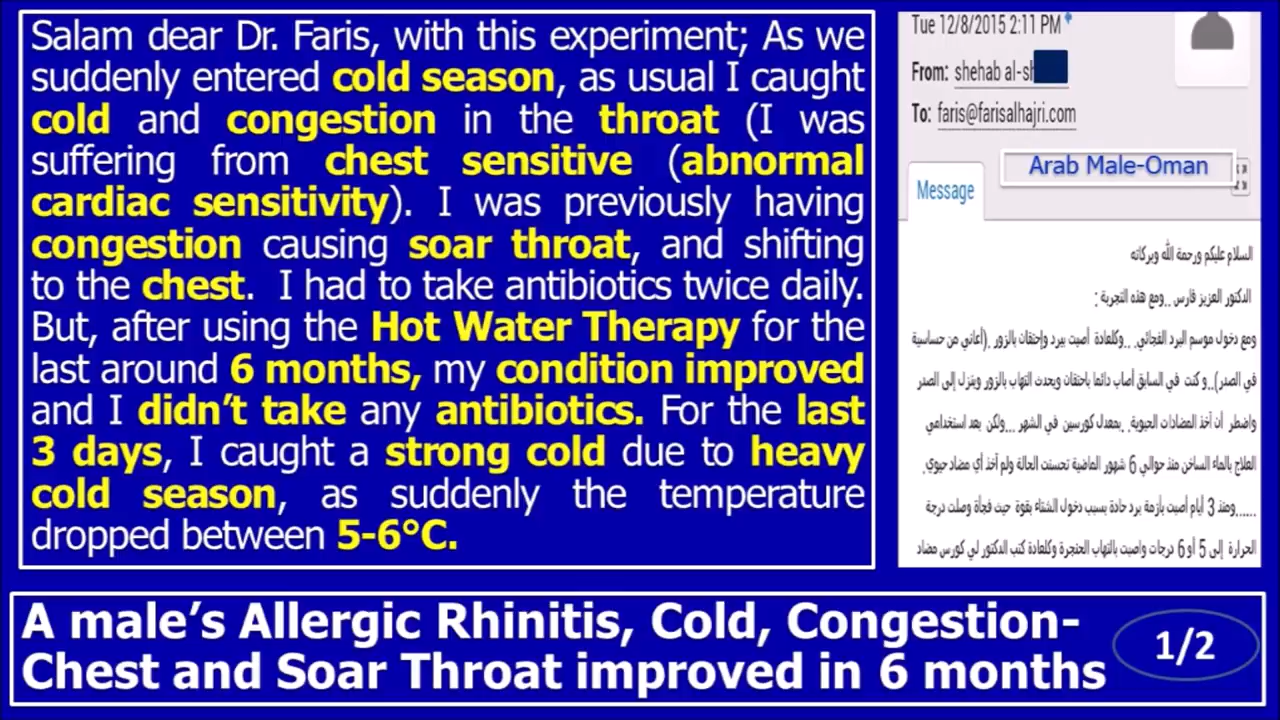 Salam dear Dr. Faris, with this experiment; As we
suddenly entered cold season, as usual I caught
cold and congestion in the throat (I was
suffering from chest sensitive (abnormal
cardiac sensitivity). I was previously having
congestion causing soar throat, and shifting
to the chest. I had to take antibiotics twice daily.
But, after using the Hot Water Therapy for the
last around 6 months, my condition improved
and I didn’t take any antibiotics. For the last
3 days, I caught a strong cold due to heavy
cold season, as suddenly the temperature
dropped between 5-6°C.
Tue 12/8/2015 2:11 PM
From: shehab al-sh
To: faris@farisalhajri.com
Arab Male-Oman
Message
السلام عليكم ورحمة الله وبركاته
الدكتور العزيز فارس ..ومع هذه التجربة :
ومع دخول موسم البرد الفجائي. ..وكلعادة أصيت ببرد وإحتقان بالزور .(أعاني من حساسية
في الصدر)..و كنت في السابق أصاب دائما باحتقان ويحدث التهاب بالزور وينزل إلى الصدر
واضطر أن آخذ المضادات الحيوية. .بمعدل كورسين في الشهر ...ولكن بعد استخدامي
العلاج بالماء الساخن منذ حوالي 6 شهور الماضية تحسنت الحالة ولم آخذ أي مضاد حيوي.
......ومنذ 3 أيام أصيت بأزمة برد حادة بسبب دخول الشتاء بقوة حيث فجأة وصلت درجة
الحرارة إلى 5 أو 6 درجات واصيت بالتهاب الحنجرة وكلعادة كتب الدكتور لي كورس مضاد
A male’s Allergic Rhinitis, Cold, Congestion-
Chest and Soar Throat improved in 6 months
1/2